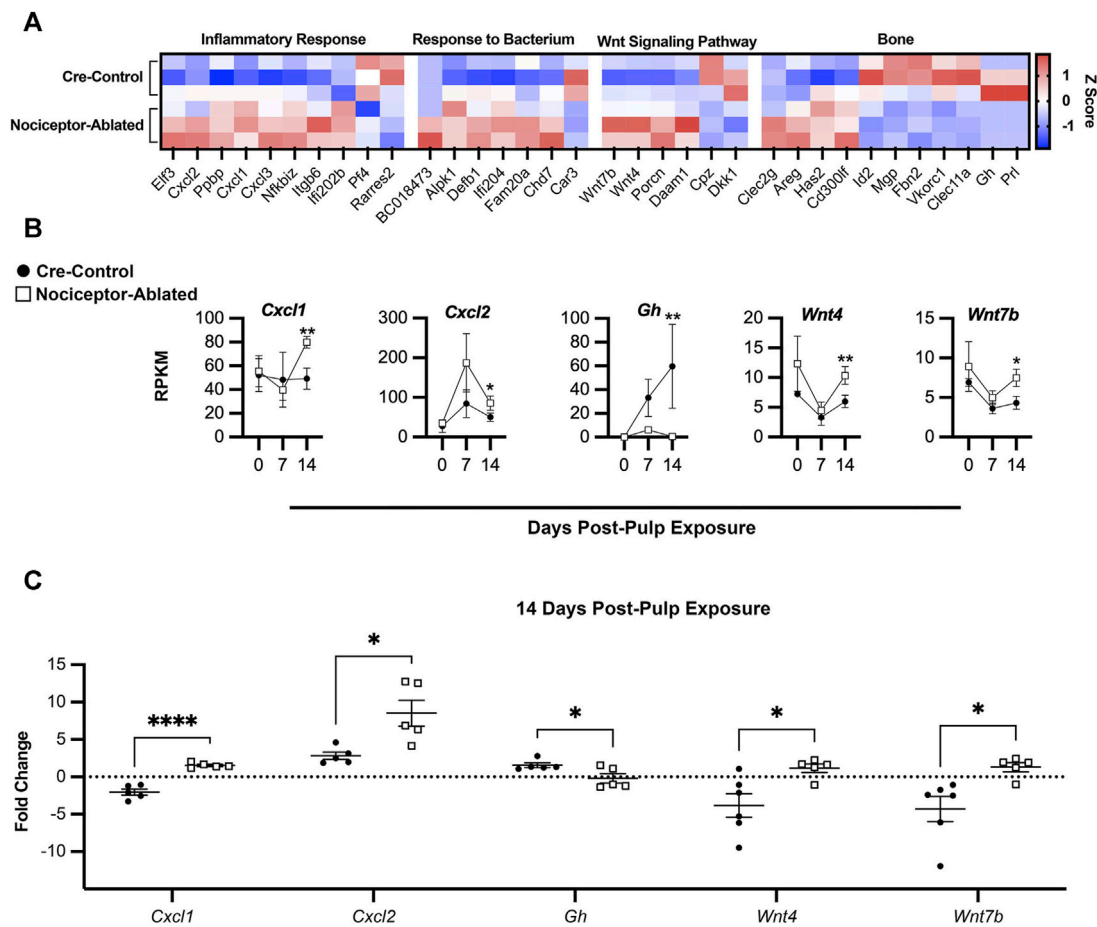 A
Inflammatory Response Response to Bacterium Wnt Signaling Pathway Bone
Cre-Control
Nociceptor-Ablated
1
0
-1
Z Score
Elf3 Cxcl2 Ppbp Cxcl1 Cxcl3 Nfkbiz Itgb6 Ifi202b Pf4 Rarres2 BC018473 Alpk1 Defb1 Ifi204 Fam20a Chd7 Car3 Wnt7b Wnt4 Porcn Daam1 Cpz Dkk1 Clec2g Areg Has2 Cd300lf Id2 Mgp Fbn2 Vkorc1 Clec11a Gh Prl
B
Cre-Control
Nociceptor-Ablated
RPKM
Cxcl1
100
80
60
40
20
0
**
0 7 14
Cxcl2
300
200
100
0
*
0 7 14
Gh
100
80
60
40
20
0
**
0 7 14
Wnt4
20
15
10
5
0
**
0 7 14
Wnt7b
15
10
5
0
*
0 7 14
Days Post-Pulp Exposure
C
14 Days Post-Pulp Exposure
Fold Change
15
10
5
0
-5
-10
**** * * * *
Cxcl1 Cxcl2 Gh Wnt4 Wnt7b